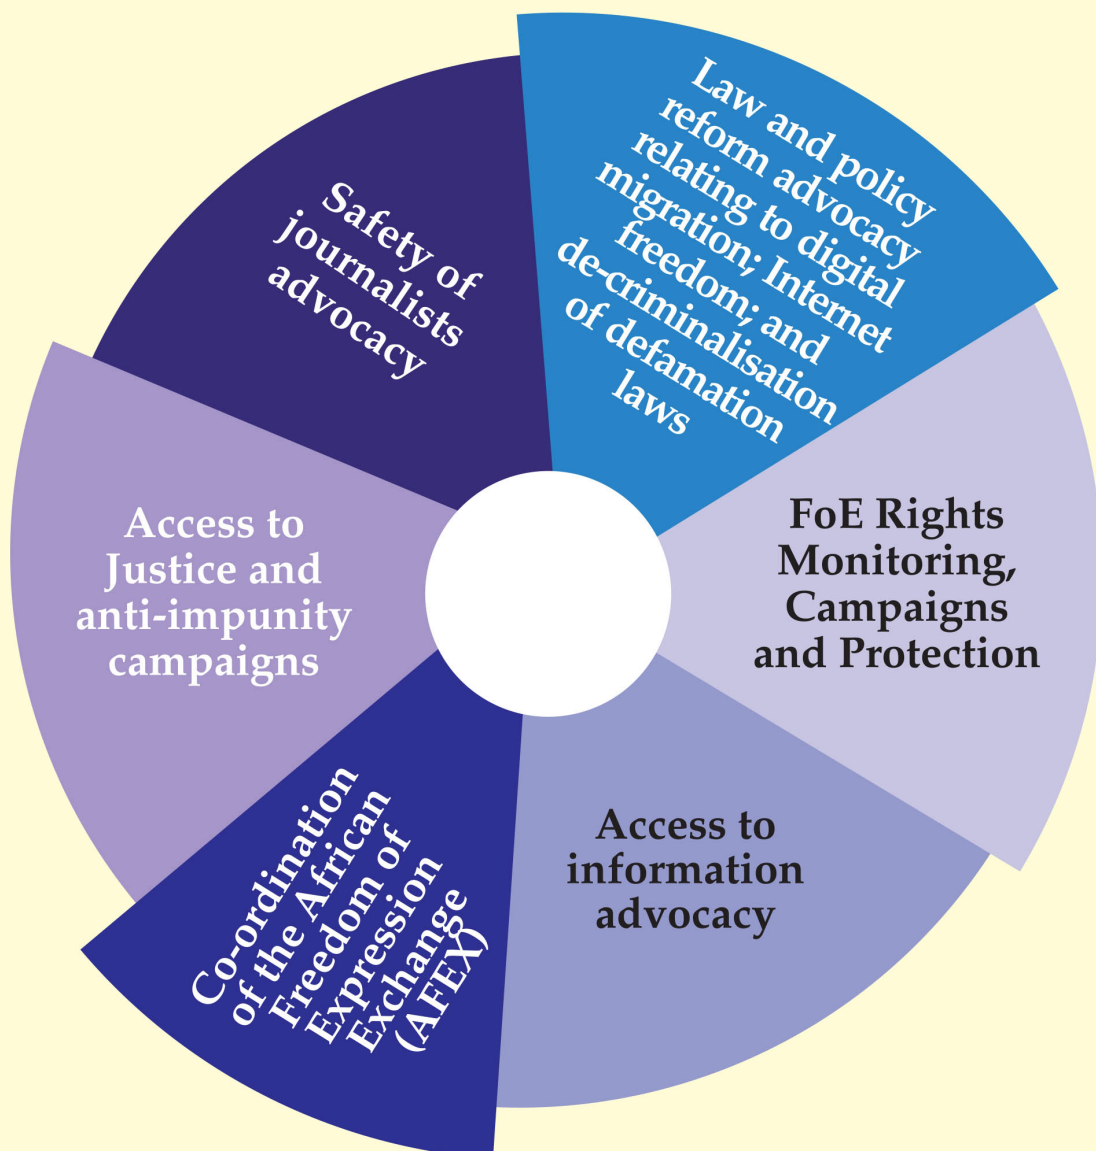 Law and policy
reform advocacy
relating to digital
migration; Internet
freedom; and
de-criminalisation
of defamation
laws
FoE Rights
Monitoring,
Campaigns
and Protection
Access to
information
advocacy
Co-ordination
of the African
Freedom of
Expression
Exchange
(AFEX)
Access to
Justice and
anti-impunity
campaigns
Safety of
journalists
advocacy